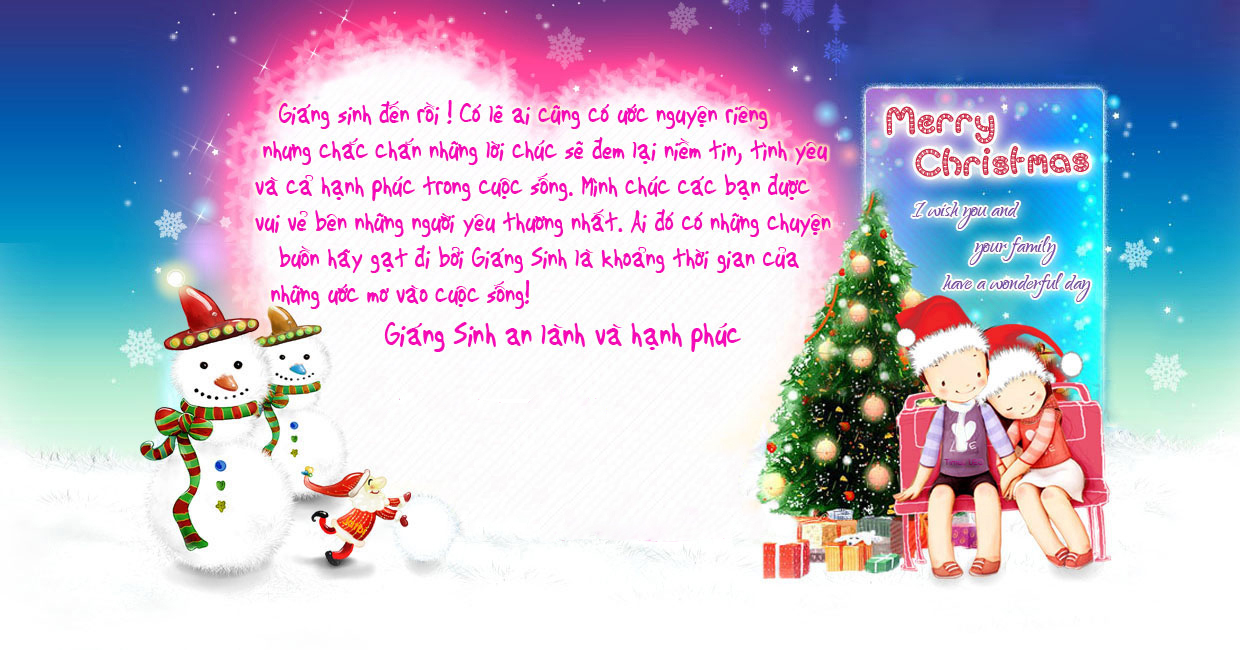 Giáng sinh đến rồi ! Có lẽ ai cũng có ước nguyện riêng
nhưng chắc chắn những lời chúc sẽ đem lại niềm tin, tình yêu
và cả hạnh phúc trong cuộc sống. Mình chúc các bạn được
vui vẻ bên những người yêu thương nhất. Ai đó có những chuyện
buồn hãy gạt đi bởi Giáng Sinh là khoảng thời gian của
những ước mơ vào cuộc sống!
Giáng Sinh an lành và hạnh phúc
Merry
Christmas
I wish you and
your family
have a wonderful day